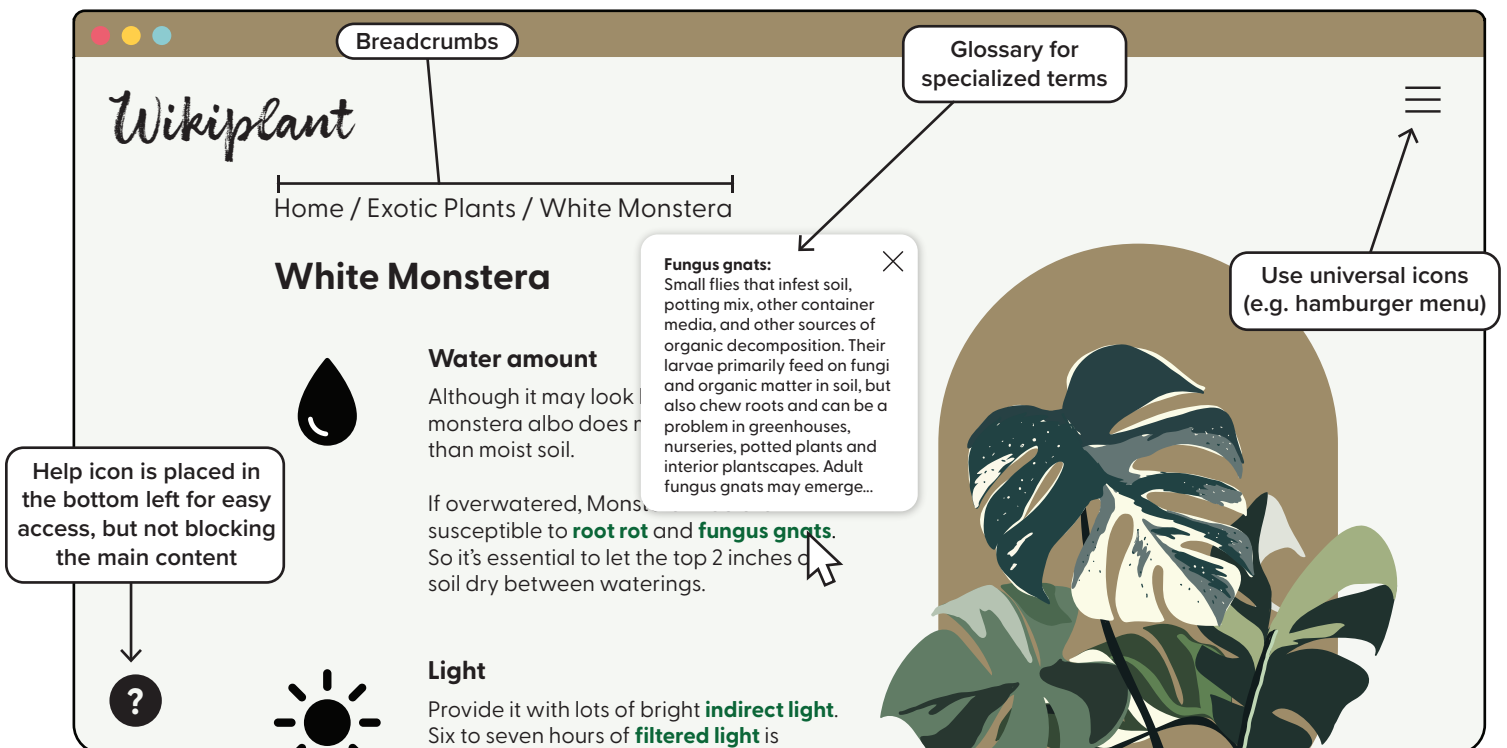 Breadcrumbs
Glossary for
specialized terms
Wikiplant
Home / Exotic Plants / White Monstera
White Monstera
Fungus gnats:
Small flies that infest soil,
potting mix, other container
media, and other sources of
organic decomposition. Their
larvae primarily feed on fungi
and organic matter in soil, but
also chew roots and can be a
problem in greenhouses,
nurseries, potted plants and
interior plantscapes. Adult
fungus gnats may emerge...
Use universal icons
(e.g. hamburger menu)
Water amount
Although it may look
monstera albo does
than moist soil.
If overwatered,
susceptible to root rot and fungus gnats.
So it's essential to let the top 2 inches
soil dry between waterings.
Help icon is placed in
the bottom left for easy
access, but not blocking
the main content
?
Light
Provide it with lots of bright indirect light.
Six to seven hours of filtered light is